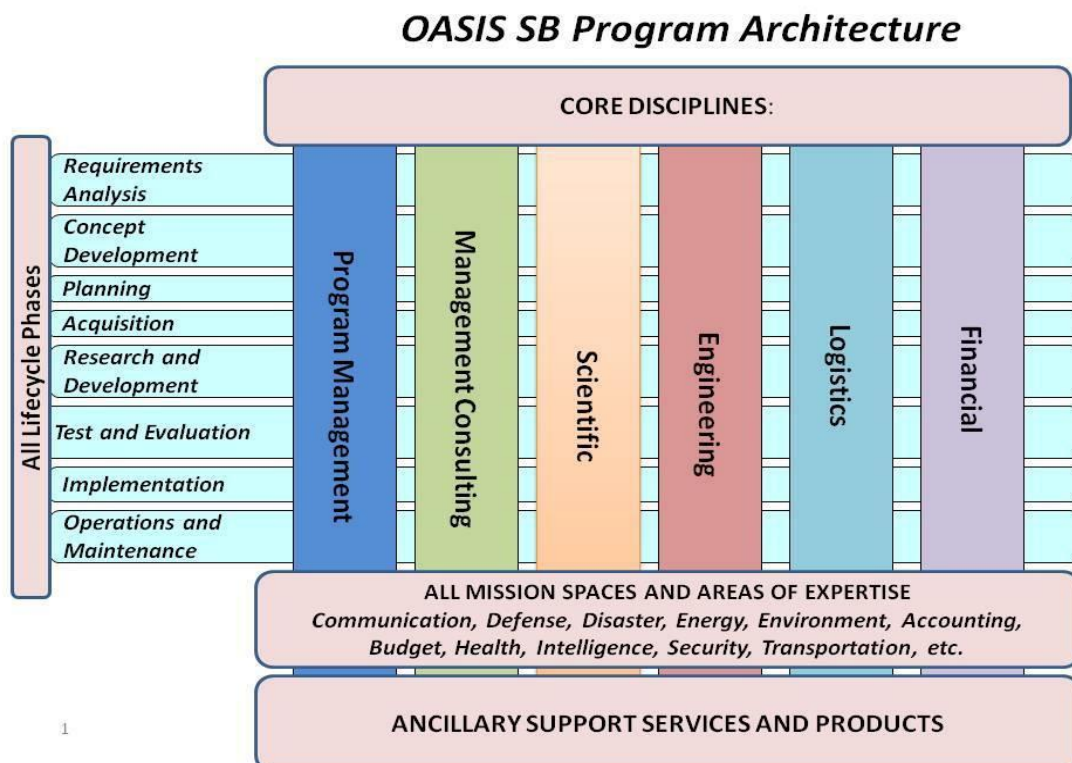 OASIS SB Program Architecture
CORE DISCIPLINES:
All Lifecycle Phases
Requirements
Analysis
Concept
Development
Planning
Acquisition
Research and
Development
Test and Evaluation
Implementation
Operations and
Maintenance
Program Management
Management Consulting
Scientific
Engineering
Logistics
Financial
ALL MISSION SPACES AND AREAS OF EXPERTISE
Communication, Defense, Disaster, Energy, Environment, Accounting,
Budget, Health, Intelligence, Security, Transportation, etc.
ANCILLARY SUPPORT SERVICES AND PRODUCTS
1